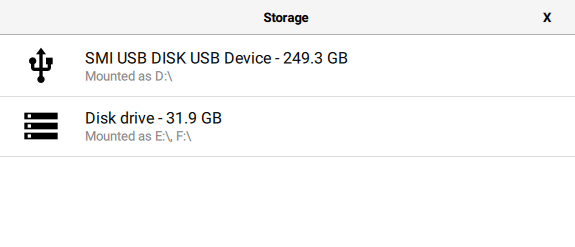 Storage X
SMI USB DISK USB Device - 249.3 GB
Mounted as D:\
Disk drive - 31.9 GB
Mounted as E:\, F:\